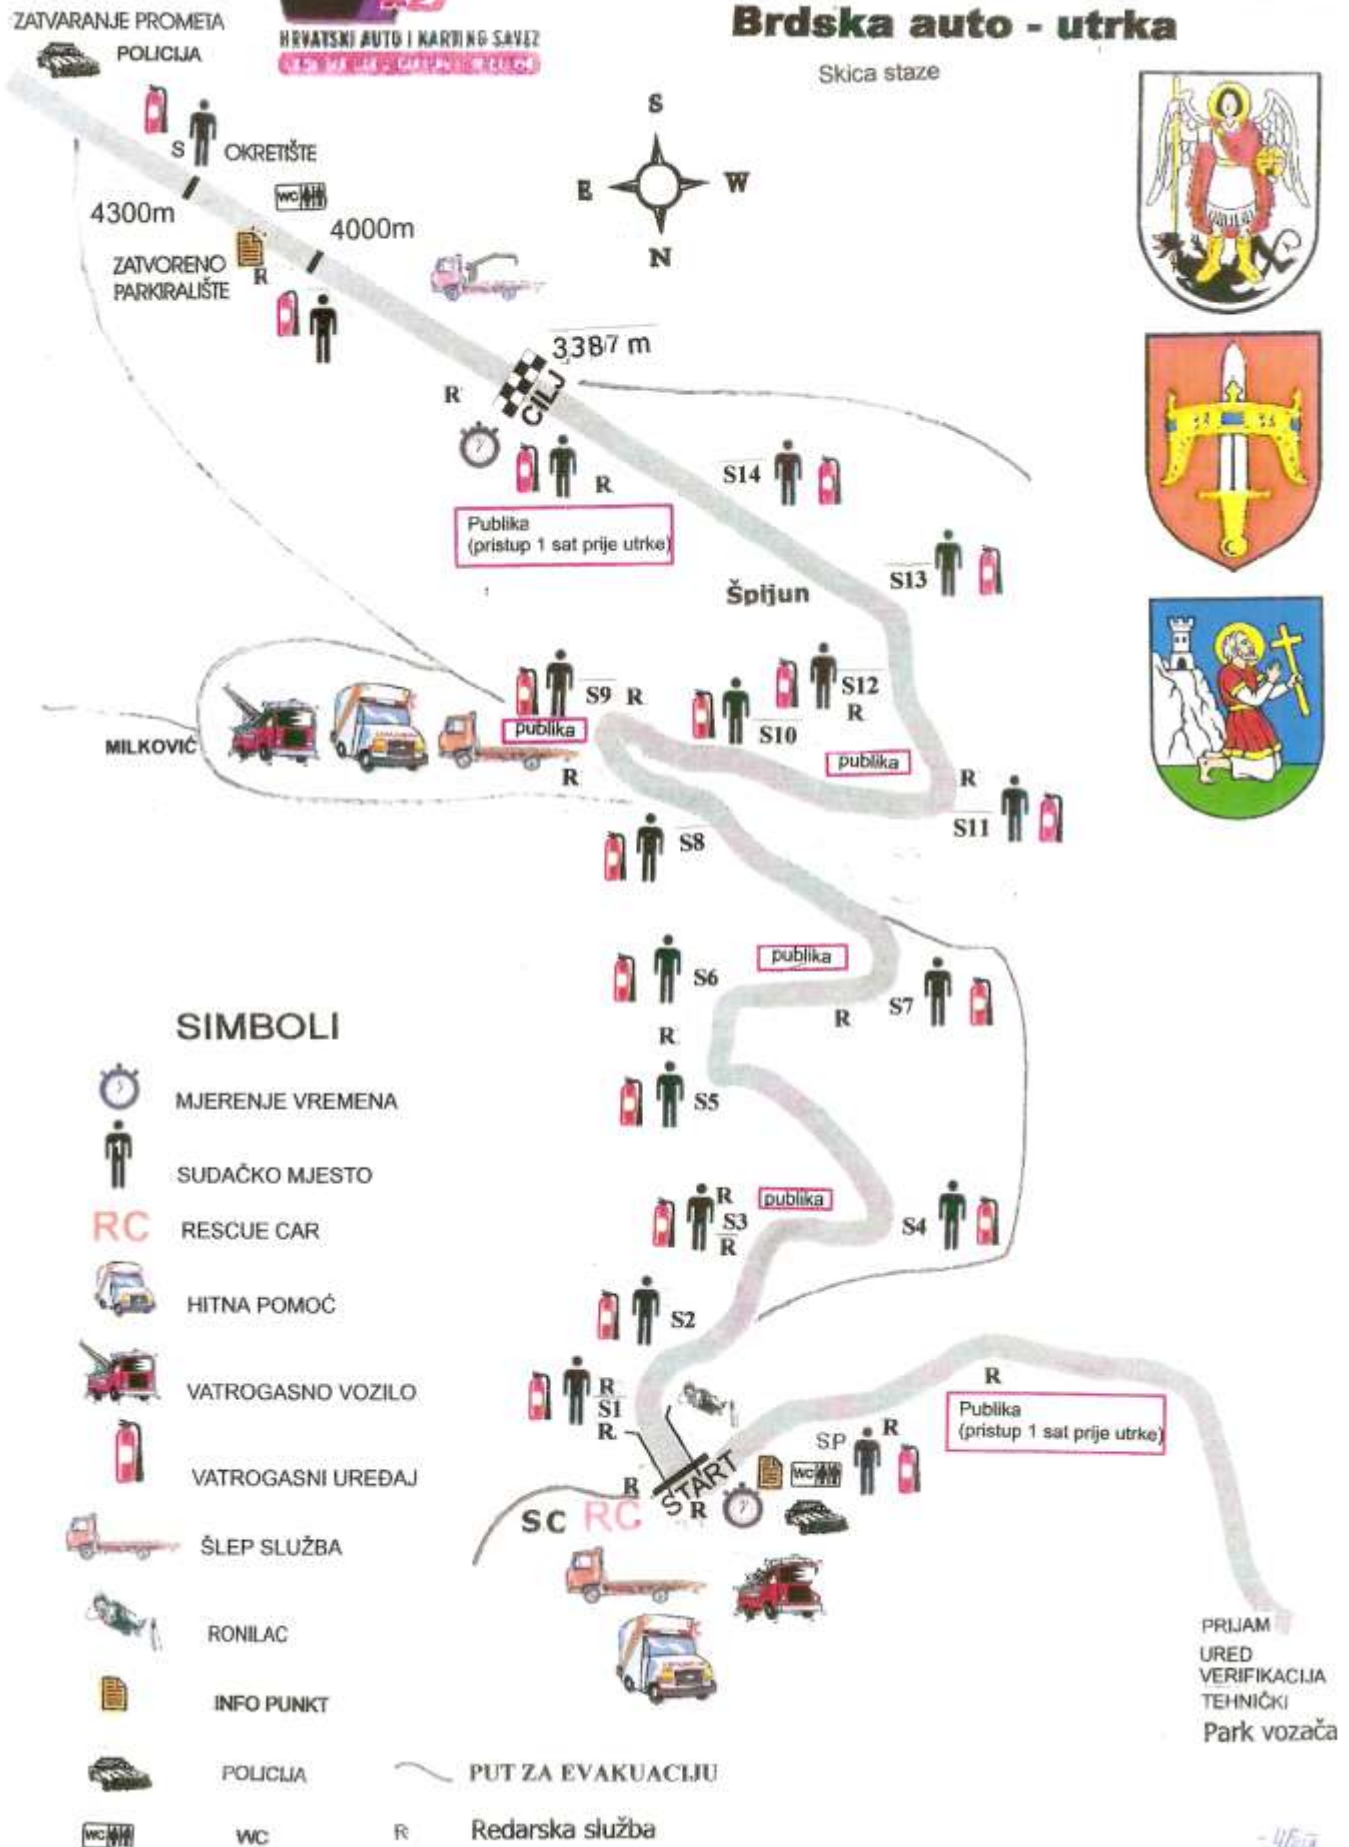 ZATVARANJE PROMETA
POLICIJA
HRVATSKI AUTO I KARTING SAVEZ
Brdska auto - utrka
Skica staze
S
E
W
N
S
OKRETIŠTE
WC
4300m
4000m
ZATVORENO
PARKIRALIŠTE
R
3387 m
CILJ
R
R
Publika
(pristup 1 sat prije utrke)
S14
S13
Špijun
S9
R
publika
R
S12
R
S10
publika
R
S11
MILKOVIĆ
S8
S6
publika
S7
R
R
S5
R
S3
R
publika
S4
S2
R
S1
R
R
START
R
SC
RC
WC
SP
R
R
Publika
(pristup 1 sat prije utrke)
PRIJAM
URED
VERIFIKACIJA
TEHNIČKI
Park vozača
SIMBOLI
MJERENJE VREMENA
1
SUDAČKO MJESTO
RC
RESCUE CAR
HITNA POMOĆ
VATROGASNO VOZILO
VATROGASNI UREĐAJ
ŠLEP SLUŽBA
RONILAC
INFO PUNKT
POLICIJA
PUT ZA EVAKUACIJU
WC
WC
R
Redarska služba